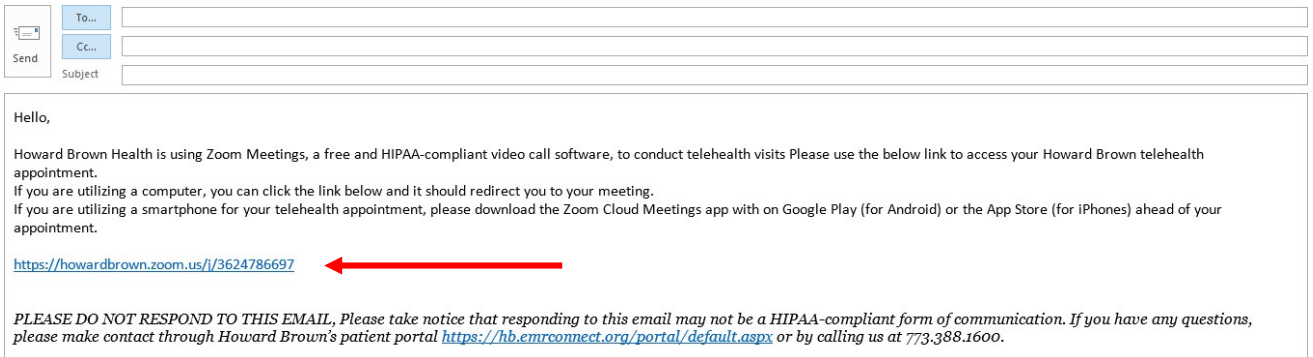 To...
Cc...
Send
Subject
Hello,
Howard Brown Health is using Zoom Meetings, a free and HIPAA-compliant video call software, to conduct telehealth visits Please use the below link to access your Howard Brown telehealth
appointment.
If you are utilizing a computer, you can click the link below and it should redirect you to your meeting.
If you are utilizing a smartphone for your telehealth appointment, please download the Zoom Cloud Meetings app with on Google Play (for Android) or the App Store (for iPhones) ahead of your
appointment.
https://howardbrown.zoom.us/j/3624786697
PLEASE DO NOT RESPOND TO THIS EMAIL, Please take notice that responding to this email may not be a HIPAA-compliant form of communication. If you have any questions,
please make contact through Howard Brown’s patient portal https://hb.emrconnect.org/portal/default.aspx or by calling us at 773.388.1600.